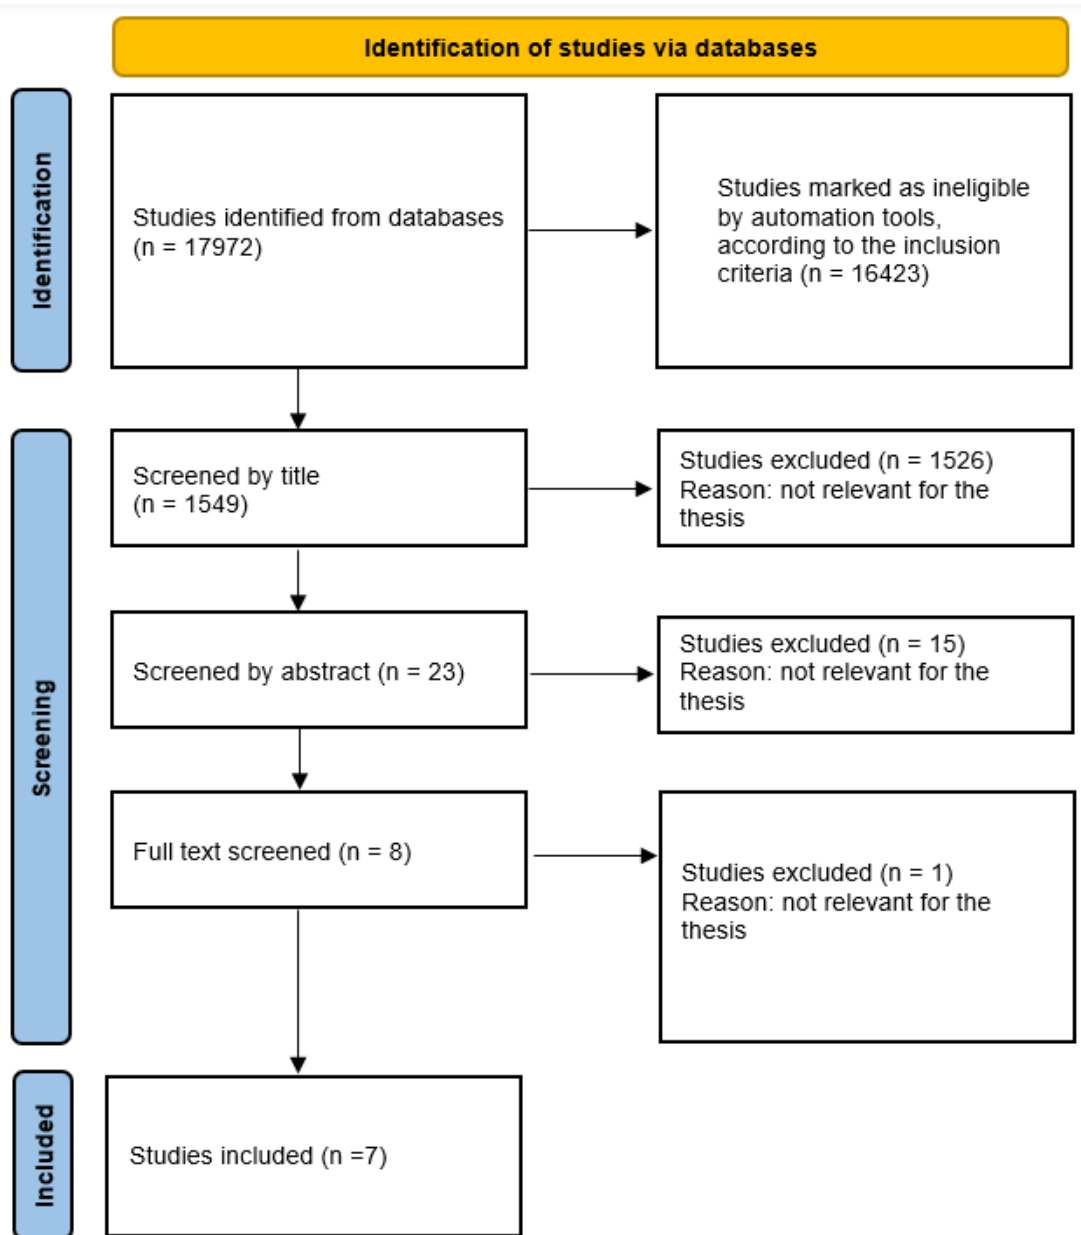 Identification of studies via databases
Identification
Studies identified from databases
(n = 17972)
Studies marked as ineligible
by automation tools,
according to the inclusion
criteria (n = 16423)
Screening
Screened by title
(n = 1549)
Studies excluded (n = 1526)
Reason: not relevant for the
thesis
Screened by abstract (n = 23)
Studies excluded (n = 15)
Reason: not relevant for the
thesis
Full text screened (n = 8)
Studies excluded (n = 1)
Reason: not relevant for the
thesis
Included
Studies included (n =7)